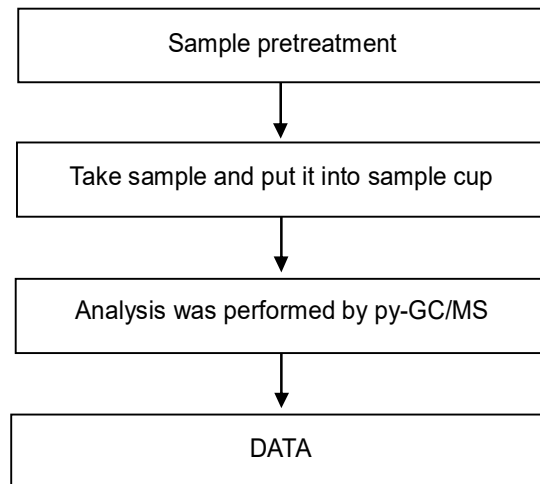 Sample pretreatment
Take sample and put it into sample cup
Analysis was performed by py-GC/MS
DATA